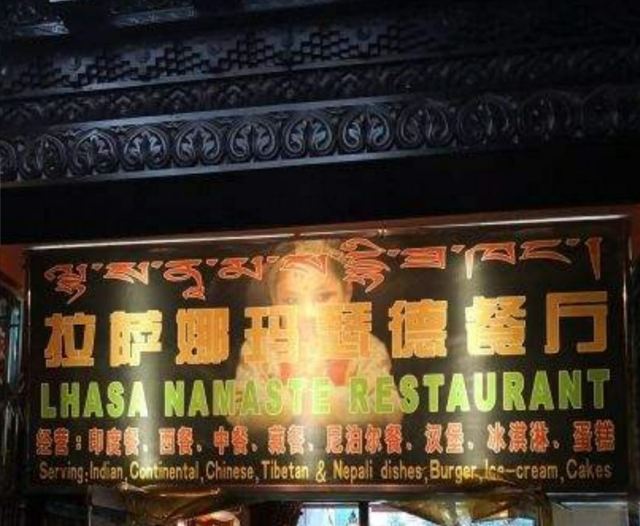 ལྷ་ས་ ཟ་ཁང་།
拉萨娜玛瑟德餐厅
LHASA NAMASTE RESTAURANT
经营:印度餐、西餐、中餐、藏餐、尼泊尔餐、汉堡、冰淇淋、蛋糕
Serving:Indian,Continental,Chinese,Tibetan & Nepali dishes,Burger,Ice-cream,Cakes